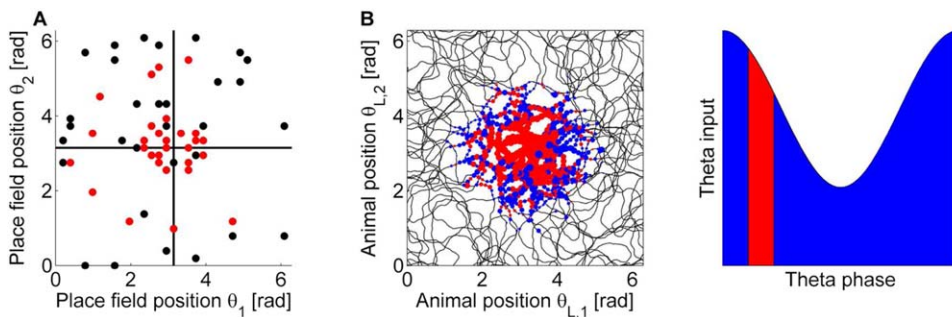 A
Place field position θ₂ [rad]
6
4
2
0
0
2
4
6
Place field position θ₁ [rad]
B
Animal position θL,2 [rad]
6
4
2
0
0
2
4
6
Animal position θL,1 [rad]
Theta input
Theta phase